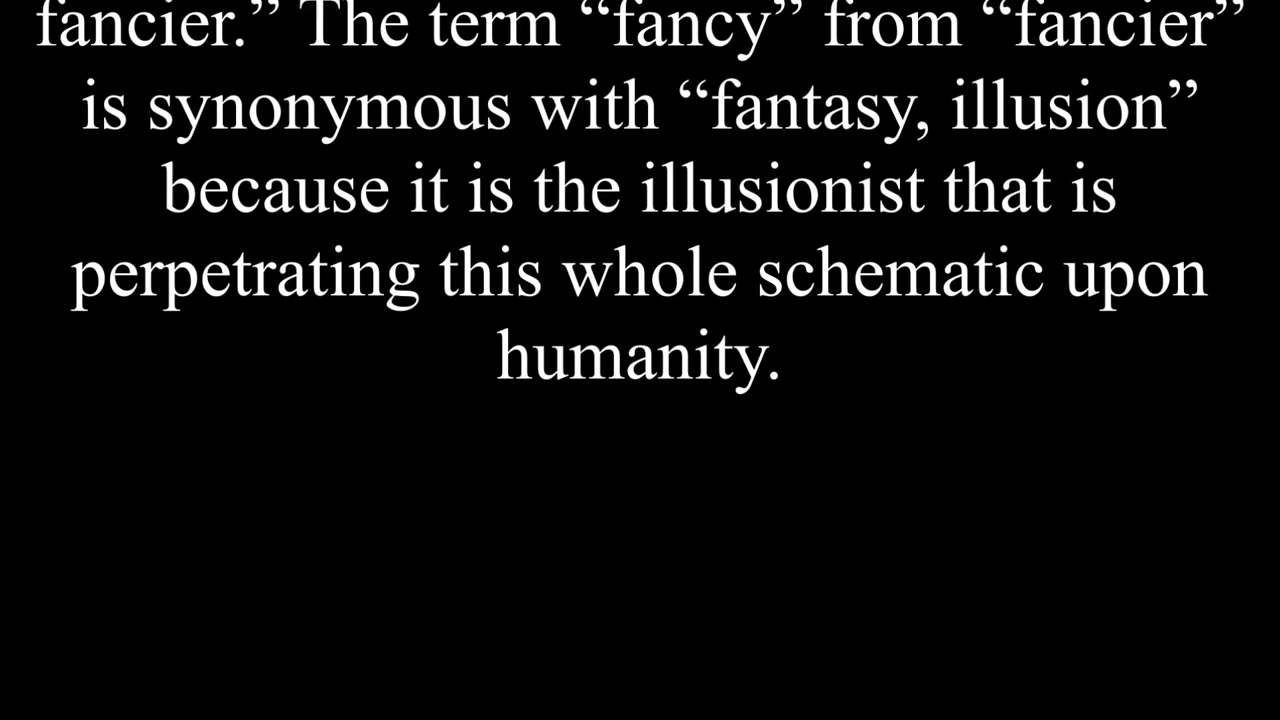 fancier.” The term “fancy” from “fancier”
is synonymous with “fantasy, illusion”
because it is the illusionist that is
perpetrating this whole schematic upon
humanity.